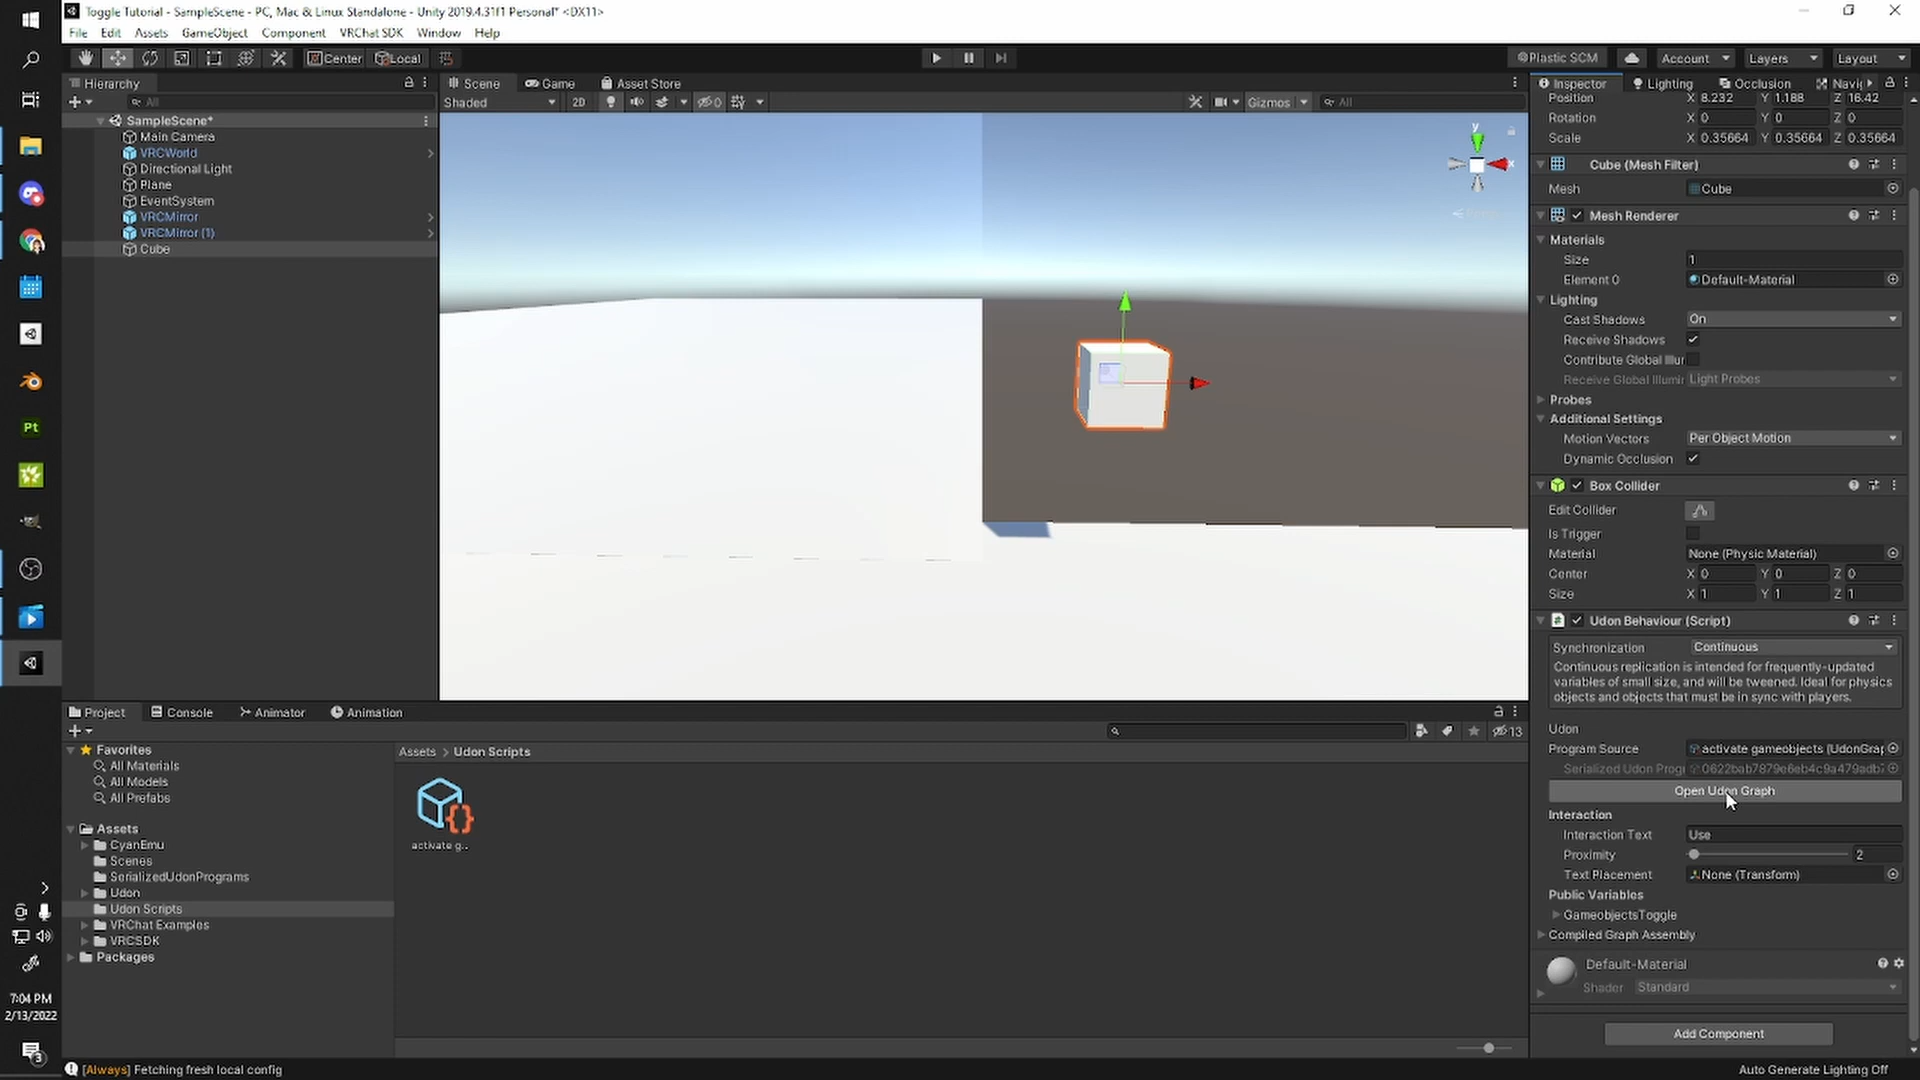 Toggle Tutorial - SampleScene - PC, Mac & Linux Standalone - Unity 2019.4.31f1 Personal* <DX11>
File Edit Assets GameObject Component VRChat SDK Window Help
Center Local Plastic SCM Account Layers Layout
Hierarchy
All
SampleScene*
Main Camera
VRCWorld
Directional Light
Plane
EventSystem
VRCMirror
VRCMirror (1)
Cube
Scene Game Asset Store
Shaded 2D 0 Gizmos All
y
x
Inspector Lighting Occlusion Navig
Position X 8.232 Y 1.188 Z 16.42
Rotation X 0 Y 0 Z 0
Scale X 0.35664 Y 0.35664 Z 0.35664
Cube (Mesh Filter)
Mesh Cube
Mesh Renderer
Materials
Size 1
Element 0 Default-Material
Lighting
Cast Shadows On
Receive Shadows
Contribute Global Illum
Receive Global Illumin Light Probes
Probes
Additional Settings
Motion Vectors Per Object Motion
Dynamic Occlusion
Box Collider
Edit Collider
Is Trigger
Material None (Physic Material)
Center X 0 Y 0 Z 0
Size X 1 Y 1 Z 1
Udon Behaviour (Script)
Synchronization Continuous
Continuous replication is intended for frequently-updated
variables of small size, and will be tweened. Ideal for physics
objects and objects that must be in sync with players.
Udon
Program Source activate gameobjects (UdonGrap
Serialized Udon Progr 0622bab7879e6eb4c9a479adb7
Open Udon Graph
Interaction
Interaction Text Use
Proximity 2
Text Placement None (Transform)
Public Variables
GameobjectsToggle
Compiled Graph Assembly
Default-Material
Shader Standard
Add Component
Project Console Animator Animation
13
Favorites
All Materials
All Models
All Prefabs
Assets
CyanEmu
Scenes
SerializedUdonPrograms
Udon
Udon Scripts
VRChat Examples
VRCSDK
Packages
Assets > Udon Scripts
activate g...
Pt
7:04 PM
2/13/2022
3
[Always] Fetching fresh local config
Auto Generate Lighting Off